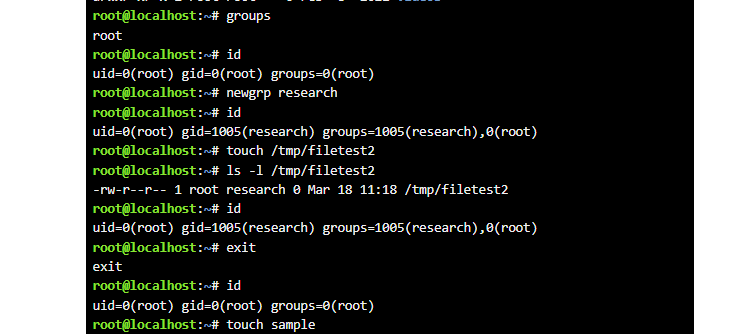 root@localhost:~# groups
root
root@localhost:~# id
uid=0(root) gid=0(root) groups=0(root)
root@localhost:~# newgrp research
root@localhost:~# id
uid=0(root) gid=1005(research) groups=1005(research),0(root)
root@localhost:~# touch /tmp/filetest2
root@localhost:~# ls -l /tmp/filetest2
-rw-r--r-- 1 root research 0 Mar 18 11:18 /tmp/filetest2
root@localhost:~# id
uid=0(root) gid=1005(research) groups=1005(research),0(root)
root@localhost:~# exit
exit
root@localhost:~# id
uid=0(root) gid=0(root) groups=0(root)
root@localhost:~# touch sample